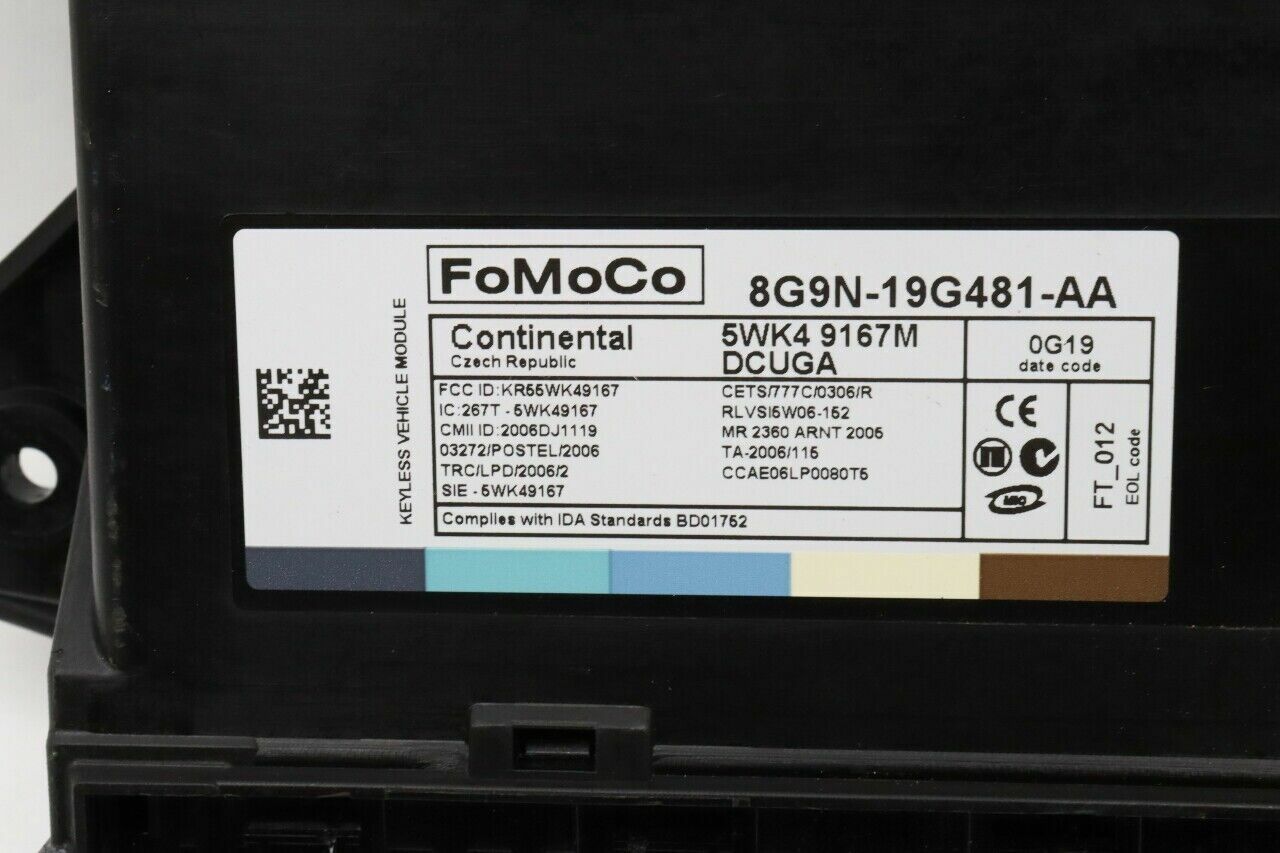 FoMoCo
8G9N-19G481-AA
KEYLESS VEHICLE MODULE
Continental
Czech Republic
5WK4 9167M
DCUGA
0G19
date code
FCC ID:KR55WK49167
IC:267T - 5WK49167
CMII ID:2006DJ1119
03272/POSTEL/2006
TRC/LPD/2006/2
SIE - 5WK49167
CETS/777C/0306/R
RLVSI5W06-152
MR 2360 ARNT 2006
TA-2006/115
CCAE06LP0080T5
CE
FT_012
EOL code
Complies with IDA Standards BD01752